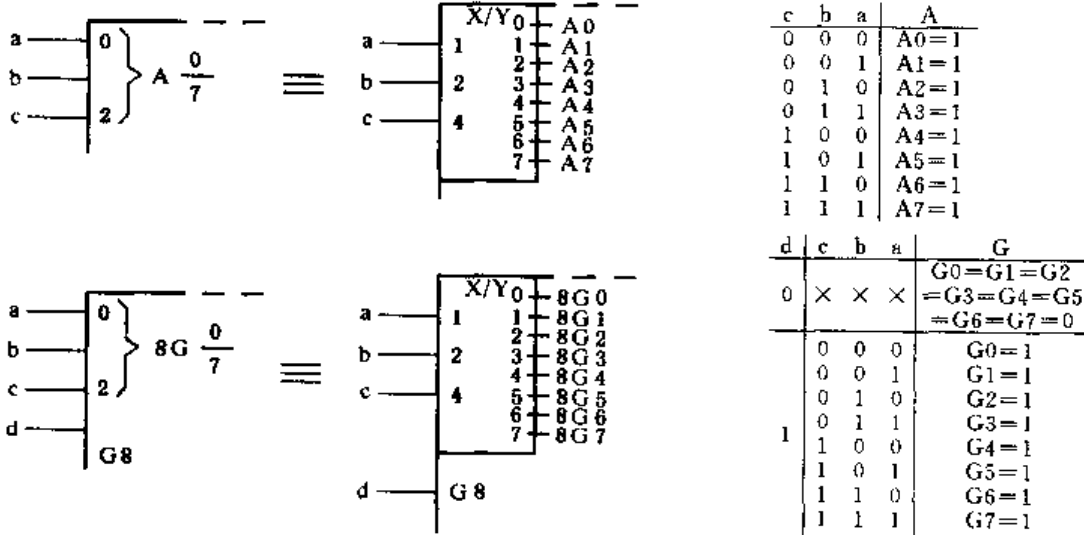 a 0
b } A 0/7
c 2
≡
X/Y
a 1
b 2
c 4
0 A0
1 A1
2 A2
3 A3
4 A4
5 A5
6 A6
7 A7
c b a A
0 0 0 A0=1
0 0 1 A1=1
0 1 0 A2=1
0 1 1 A3=1
1 0 0 A4=1
1 0 1 A5=1
1 1 0 A6=1
1 1 1 A7=1
a 0
b } 8G 0/7
c 2
d
G8
≡
X/Y
a 1
b 2
c 4
0 8G0
1 8G1
2 8G2
3 8G3
4 8G4
5 8G5
6 8G6
7 8G7
d G8
d c b a G
G0=G1=G2
0 × × × =G3=G4=G5
=G6=G7=0
0 0 0 G0=1
0 0 1 G1=1
0 1 0 G2=1
1 0 1 1 G3=1
1 0 0 G4=1
1 0 1 G5=1
1 1 0 G6=1
1 1 1 G7=1